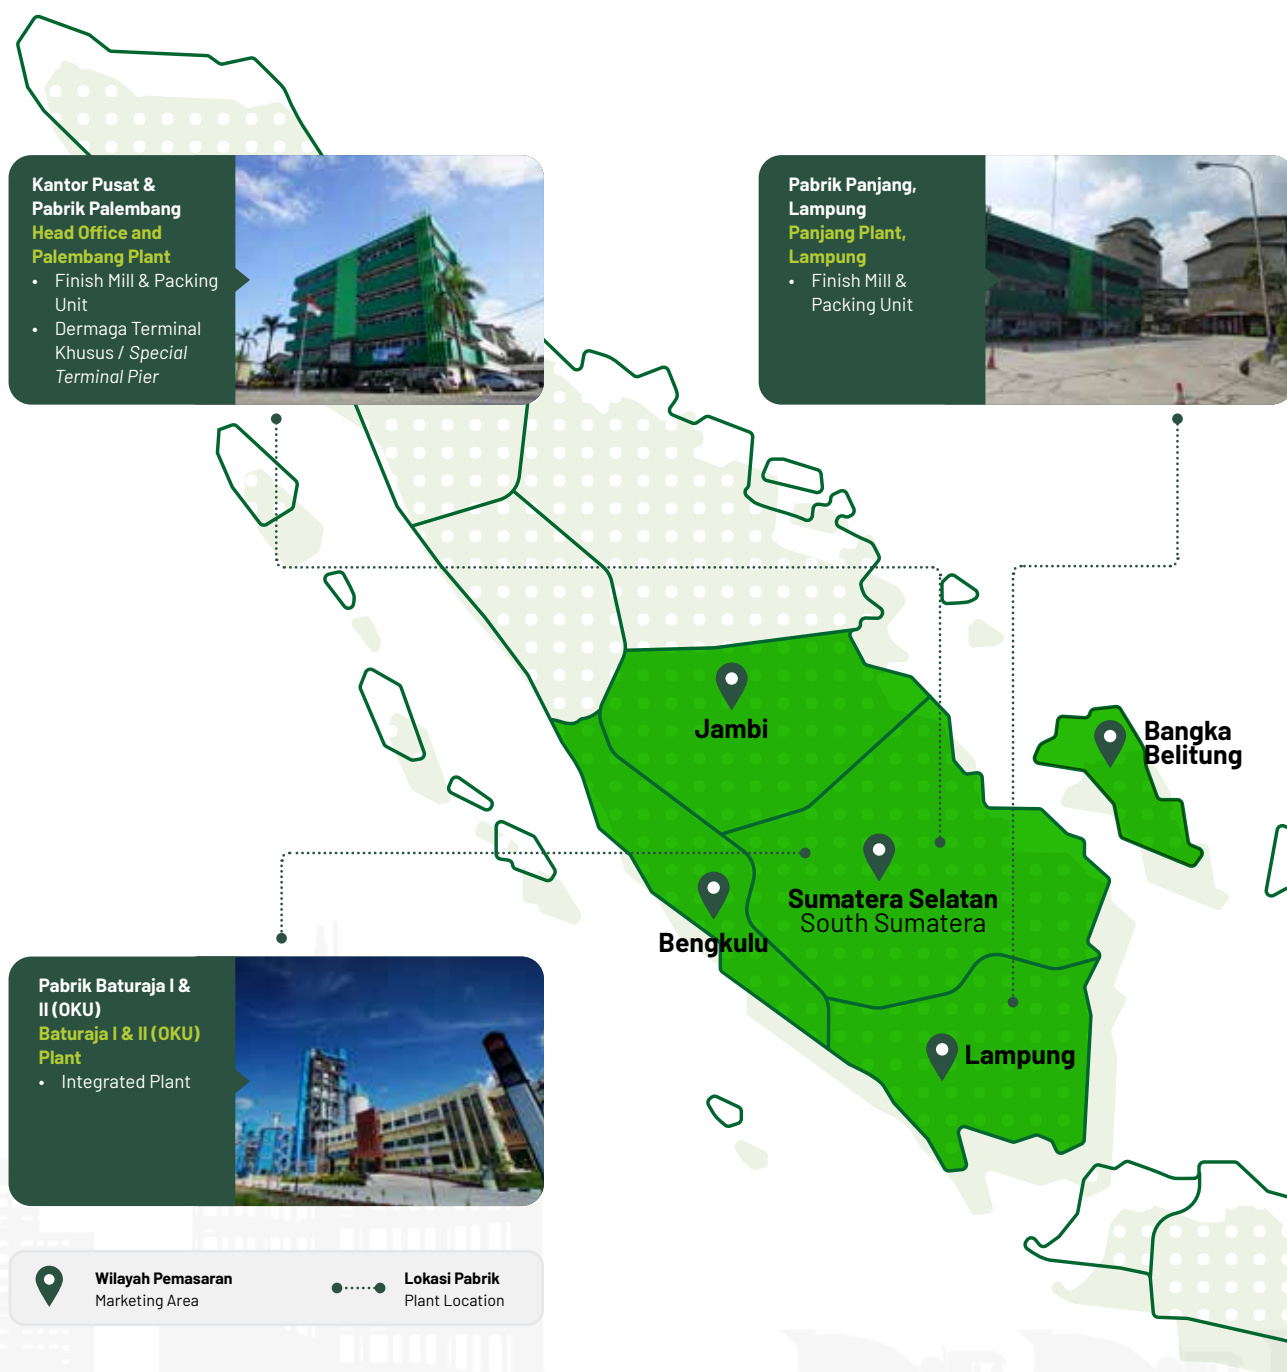 Kantor Pusat &
Pabrik Palembang
Head Office and
Palembang Plant
• Finish Mill & Packing
Unit
• Dermaga Terminal
Khusus / Special
Terminal Pier
Pabrik Panjang,
Lampung
Panjang Plant,
Lampung
• Finish Mill &
Packing Unit
Jambi
Bangka
Belitung
Sumatera Selatan
South Sumatera
Bengkulu
Lampung
Pabrik Baturaja I &
II (OKU)
Baturaja I & II (OKU)
Plant
• Integrated Plant
Wilayah Pemasaran
Marketing Area
Lokasi Pabrik
Plant Location